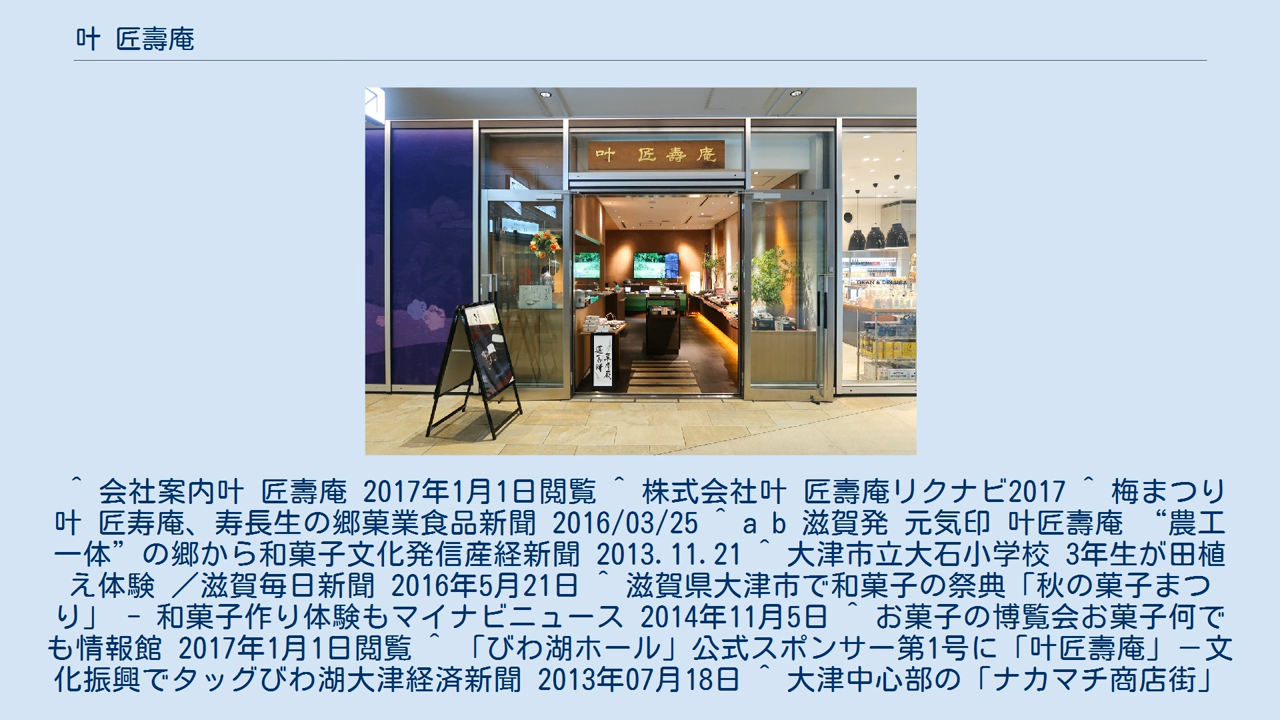 叶 匠壽庵
叶 匠壽庵
DEAN & DELUCA
^ 会社案内叶 匠壽庵 2017年1月1日閲覧 ^ 株式会社叶 匠壽庵リクナビ2017 ^ 梅まつり
叶 匠寿庵、寿長生の郷菓業食品新聞 2016/03/25 ^ a b 滋賀発 元気印 叶匠壽庵 “農工
一体”の郷から和菓子文化発信産経新聞 2013.11.21 ^ 大津市立大石小学校 3年生が田植
え体験 ／滋賀毎日新聞 2016年5月21日 ^ 滋賀県大津市で和菓子の祭典「秋の菓子まつ
り」 - 和菓子作り体験もマイナビニュース 2014年11月5日 ^ お菓子の博覧会お菓子何で
も情報館 2017年1月1日閲覧 ^ 「びわ湖ホール」公式スポンサー第1号に「叶匠壽庵」－文
化振興でタッグびわ湖大津経済新聞 2013年07月18日 ^ 大津中心部の「ナカマチ商店街」